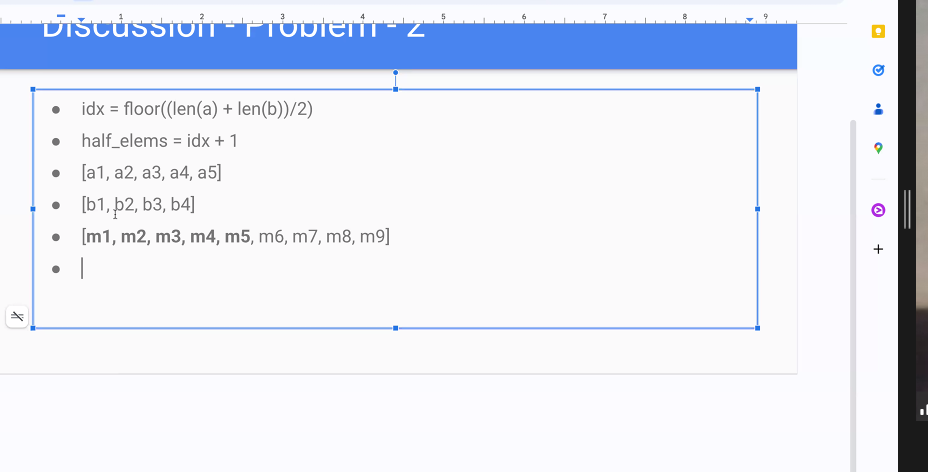 1 2 3 4 5 6 7 8 9
Discussion - Problem - 2
idx = floor((len(a) + len(b))/2)
half_elems = idx + 1
[a1, a2, a3, a4, a5]
[b1, b2, b3, b4]
[m1, m2, m3, m4, m5, m6, m7, m8, m9]